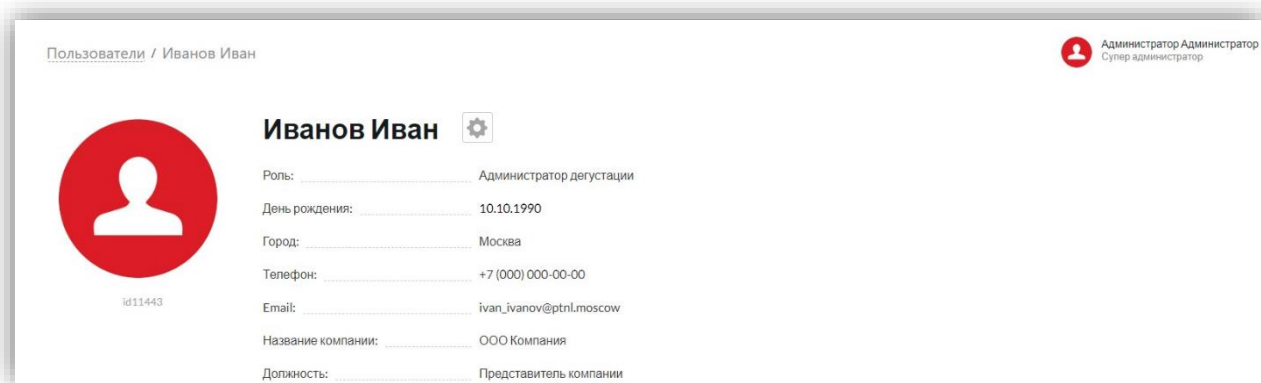 Пользователи / Иванов Иван
Администратор Администратор
Супер администратор
Иванов Иван
Роль: Администратор дегустации
День рождения: 10.10.1990
Город: Москва
Телефон: +7 (000) 000-00-00
id11443
Email: ivan_ivanov@ptnl.moscow
Название компании: ООО Компания
Должность: Представитель компании